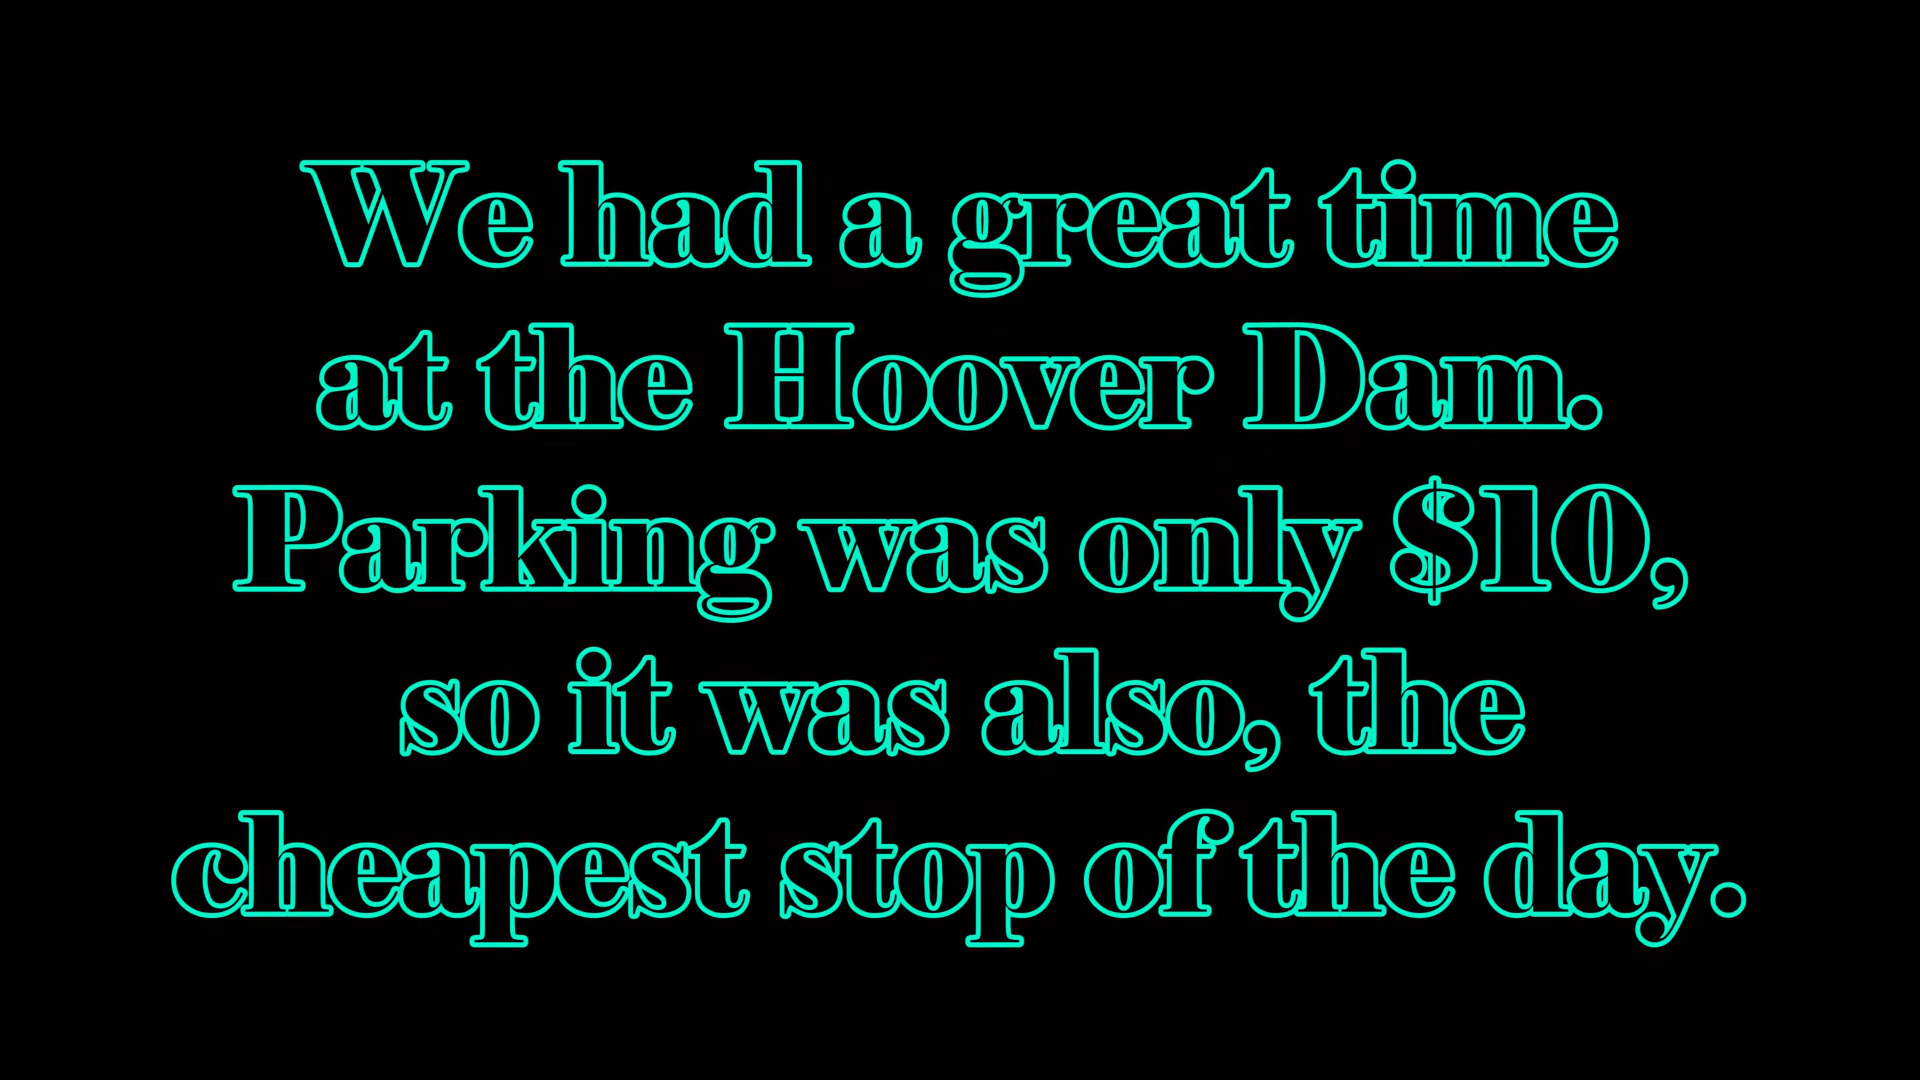 We had a great time
at the Hoover Dam.
Parking was only $10,
so it was also, the
cheapest stop of the day.